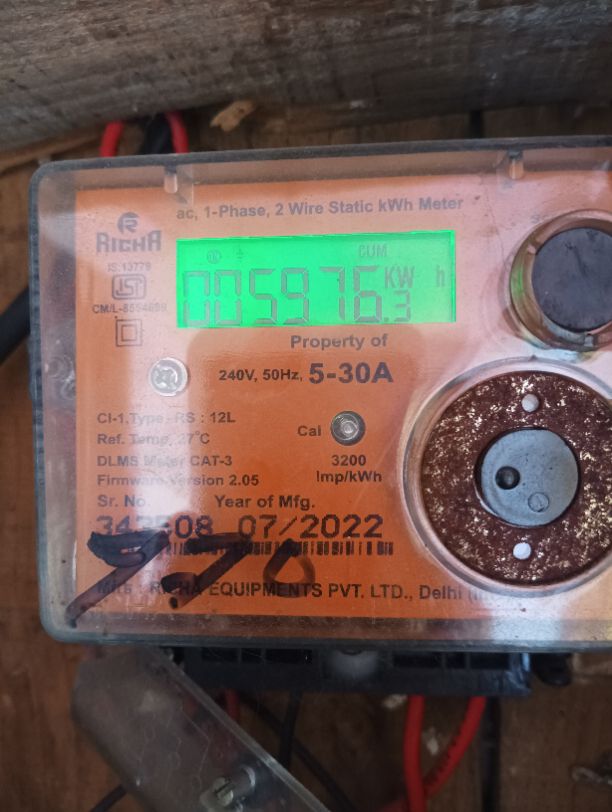 ac, 1-Phase, 2 Wire Static kWh Meter
RICHA
IS:13779
ISI
CUM
005976.3 KW h
Property of
240V, 50Hz, 5-30A
Cl-1,Type - RS : 12L
Ref. Temp. 27°C
Cal 3200
Imp/kWh
DLMS Meter CAT-3
Firmware Version 2.05
Sr. No. Year of Mfg.
07/2022
RICHA EQUIPMENTS PVT. LTD., Delhi